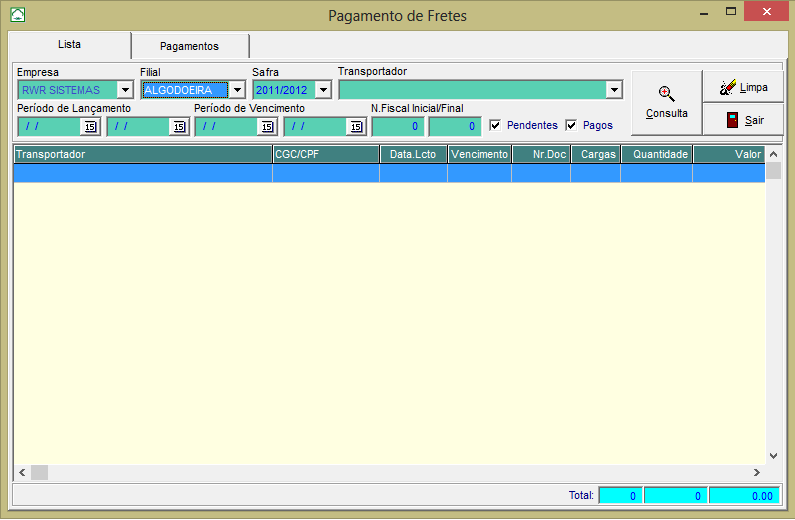 Pagamento de Fretes
Lista Pagamentos
Empresa Filial Safra Transportador
RWR SISTEMAS ALGODOEIRA 2011/2012
Período de Lançamento Período de Vencimento N.Fiscal Inicial/Final
/ / 15 / / 15 / / 15 / / 15 0 0 Pendentes Pagos
Consulta
Limpa
Sair
Transportador CGC/CPF Data.Lcto Vencimento Nr.Doc Cargas Quantidade Valor
Total: 0 0 0.00